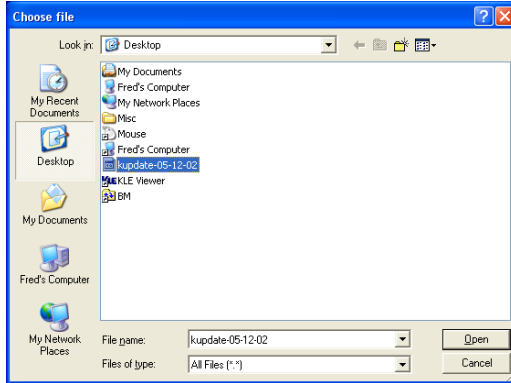 Choose file
Look in: Desktop
My Recent
Documents
Desktop
My Documents
Fred's Computer
My Network
Places
My Documents
Fred's Computer
My Network Places
Misc
Mouse
Fred's Computer
kupdate-05-12-02
KLE Viewer
BM
File name: kupdate-05-12-02
Open
Files of type: All Files (*.*)
Cancel